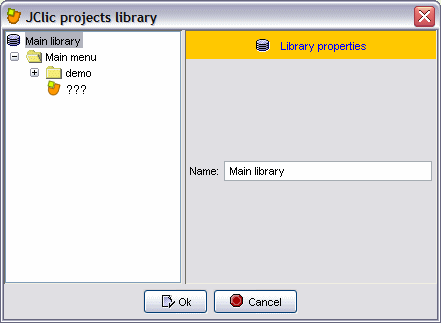 JClic projects library
Main library
Main menu
demo
???
Library properties
Name: Main library
Ok
Cancel